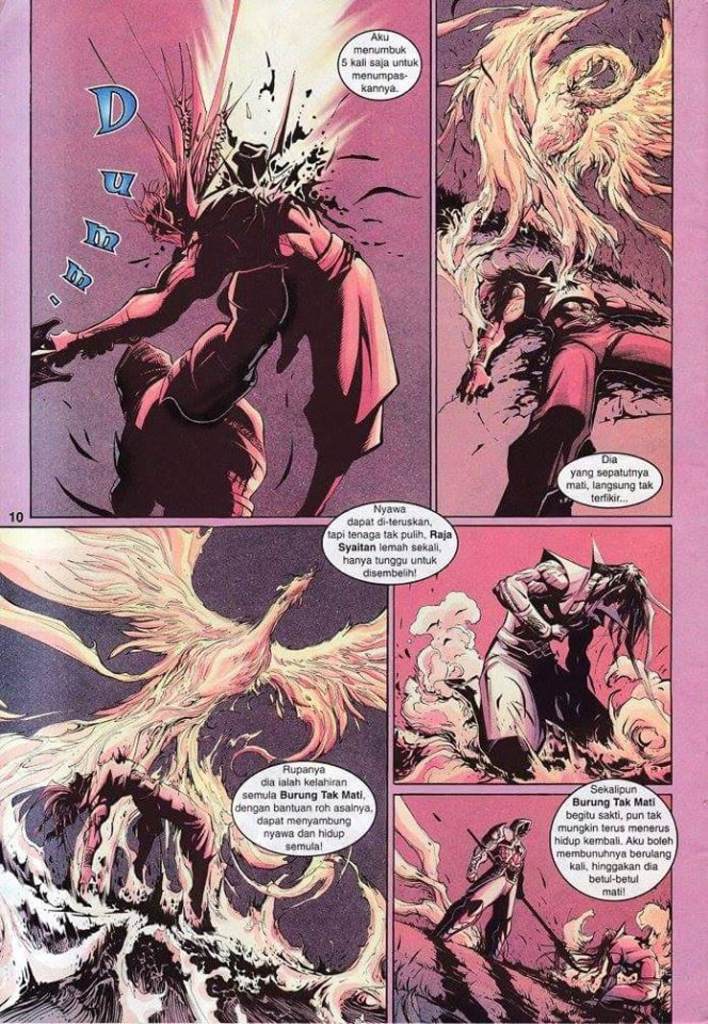 Aku
menumbuk
5 kali saja untuk
menumpas-
kannya.
Dumm..
Dia
yang sepatutnya
mati, langsung tak
terfikir...
10
Nyawa
dapat di-teruskan,
tapi tenaga tak pulih, Raja
Syaitan lemah sekali,
hanya tunggu untuk
disembelih!
Rupanya
dia ialah kelahiran
semula Burung Tak Mati,
dengan bantuan roh asalnya,
dapat menyambung
nyawa dan hidup
semula!
Sekalipun
Burung Tak Mati
begitu sakti, pun tak
mungkin terus menerus
hidup kembali. Aku boleh
membunuhnya berulang
kali, hinggakan dia
betul-betul
mati!